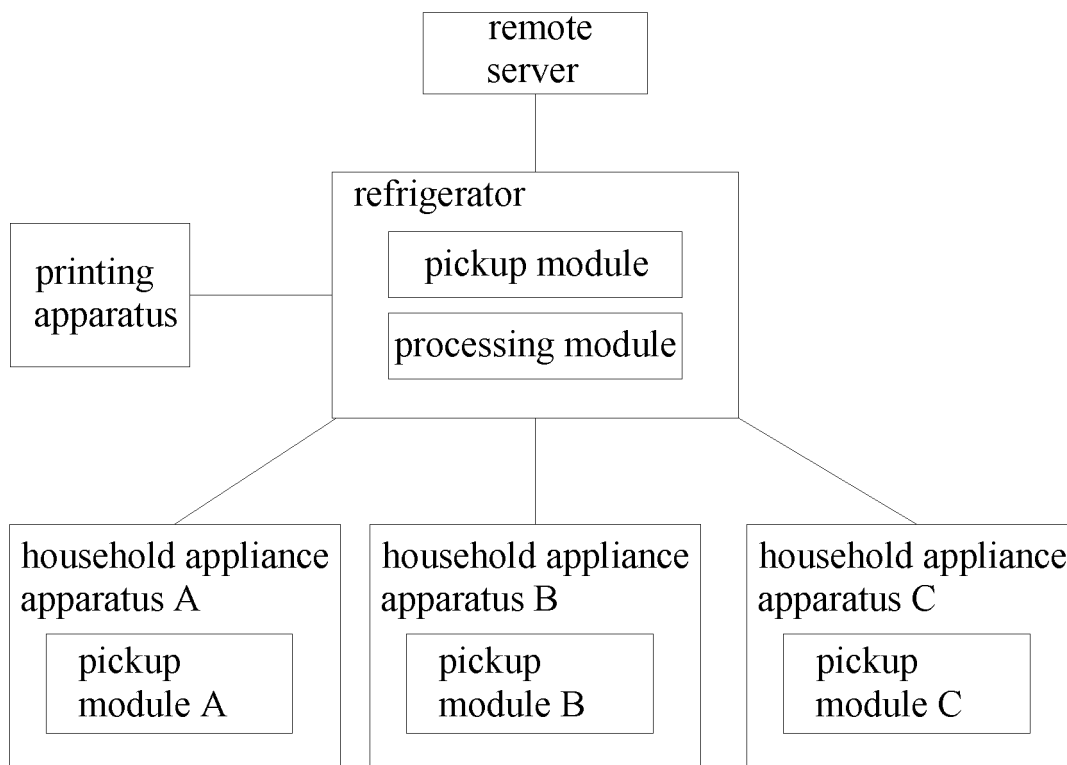 remote
server
refrigerator
pickup module
processing module
printing
apparatus
household appliance
apparatus A
pickup
module A
household appliance
apparatus B
pickup
module B
household appliance
apparatus C
pickup
module C